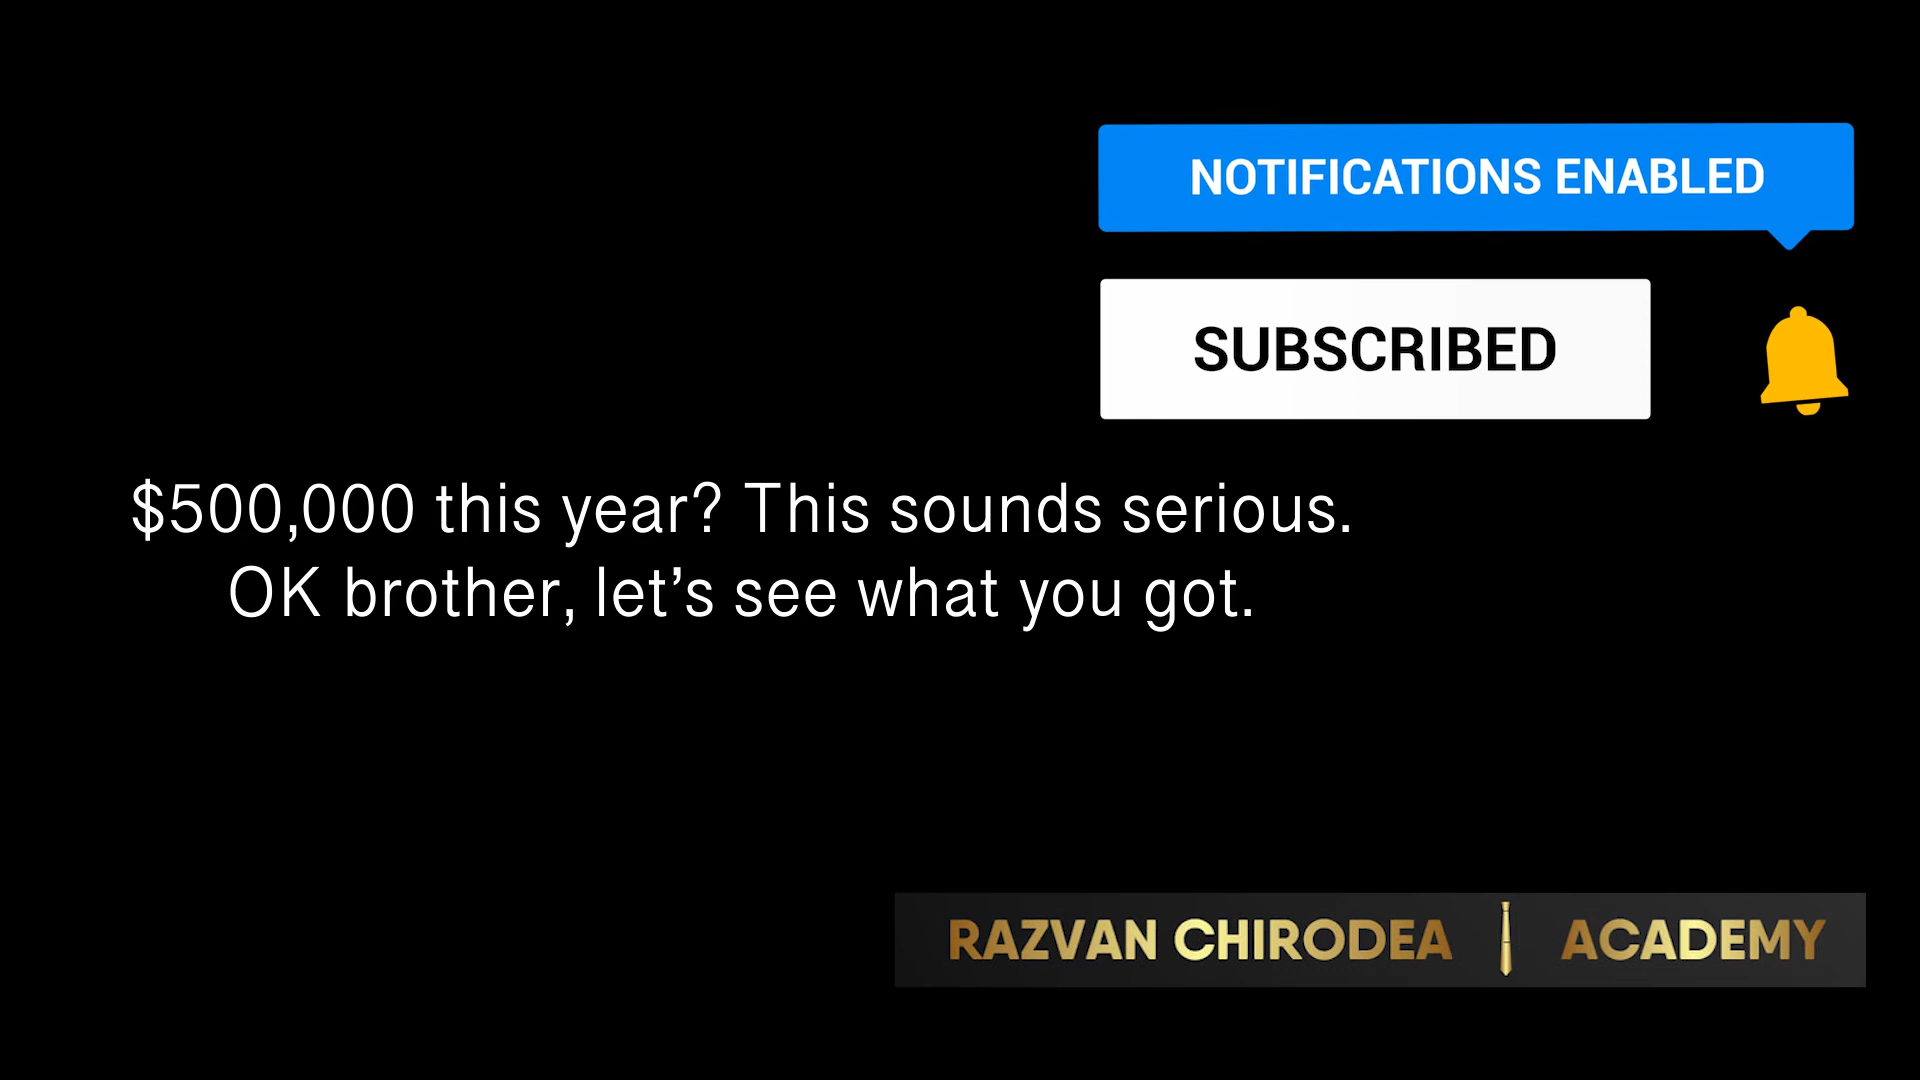 NOTIFICATIONS ENABLED
SUBSCRIBED
$500,000 this year? This sounds serious.
OK brother, let’s see what you got.
RAZVAN CHIRODEA ACADEMY